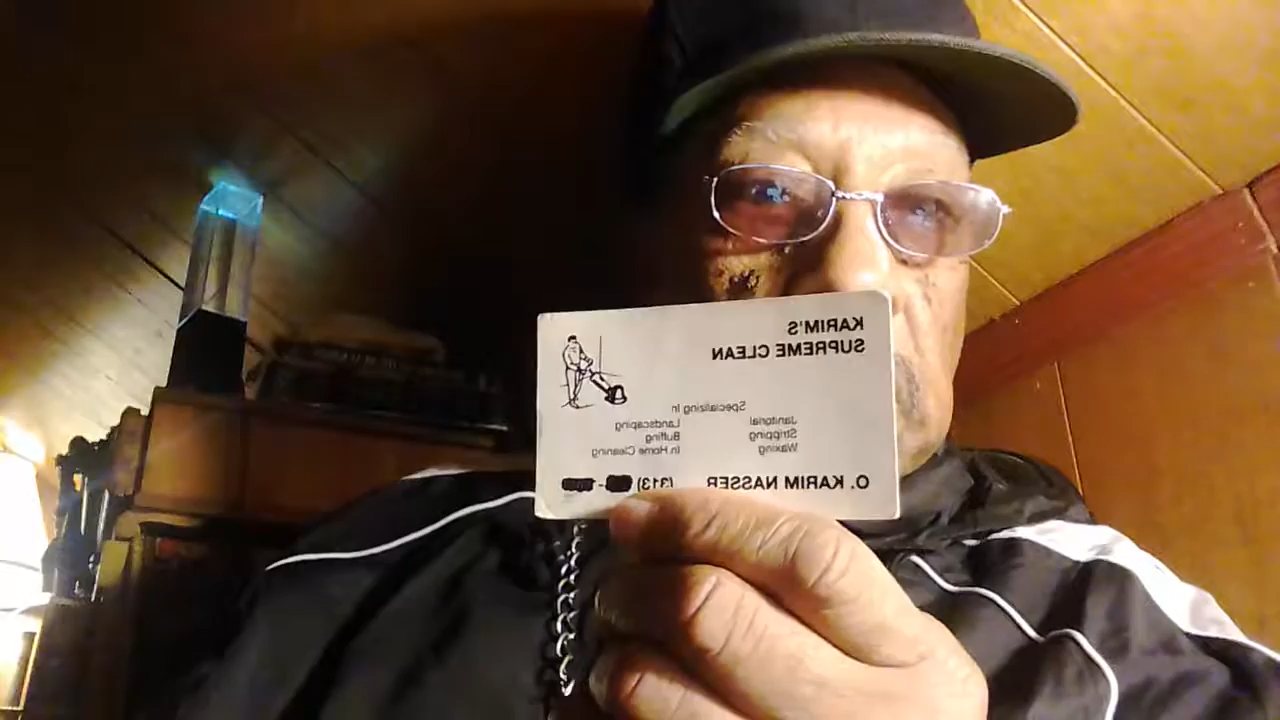 KARIM'S
SUPREME CLEAN
Specializing In
Janitorial Landscaping
Stripping Buffing
Waxing In Home Cleaning
O. KARIM NASSER (313)